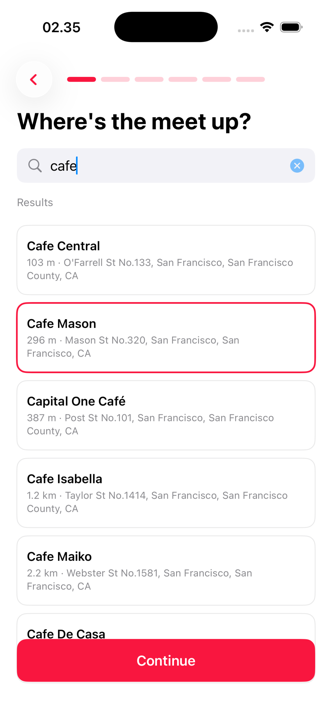 02.35
Where's the meet up?
cafe
Results
Cafe Central
103 m · O'Farrell St No.133, San Francisco, San Francisco
County, CA
Cafe Mason
296 m · Mason St No.320, San Francisco, San
Francisco, CA
Capital One Café
387 m · Post St No.101, San Francisco, San Francisco
County, CA
Cafe Isabella
1.2 km · Taylor St No.1414, San Francisco, San Francisco
County, CA
Cafe Maiko
2.2 km · Webster St No.1581, San Francisco, San
Francisco, CA
Cafe De Casa
Continue